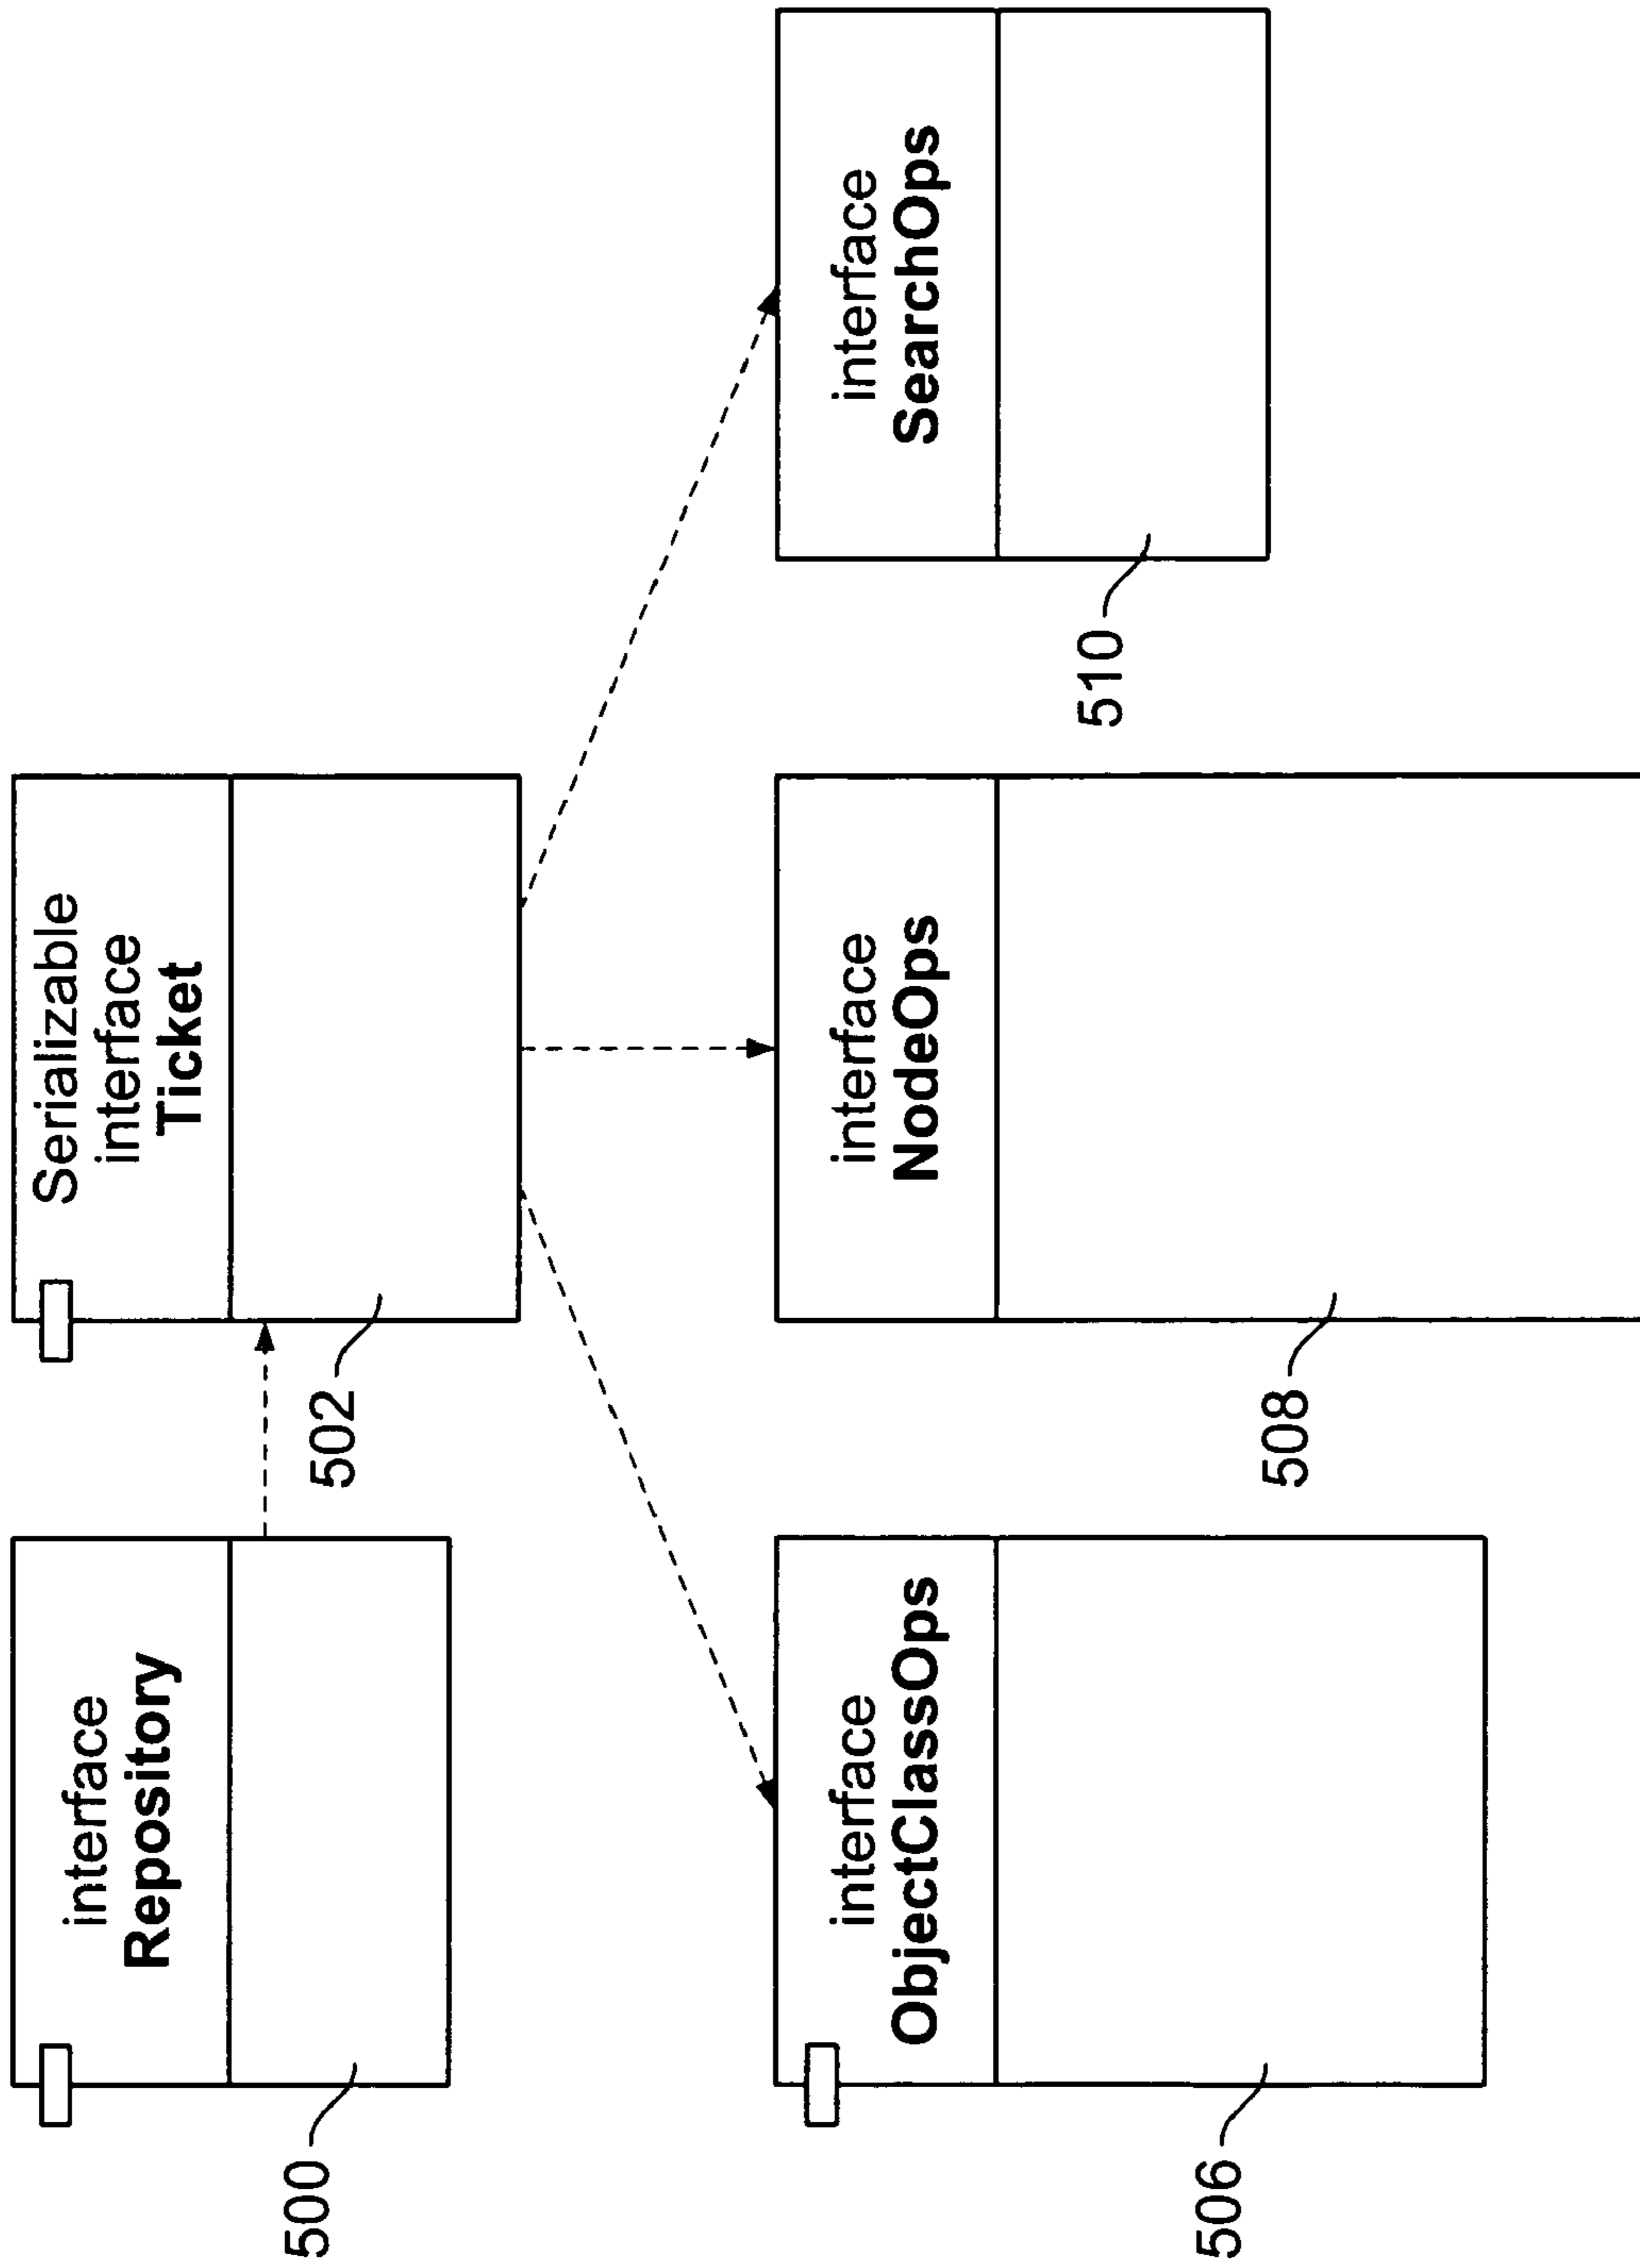 interface
Repository
500
Serializable
interface
Ticket
502
interface
ObjectClassOps
506
interface
NodeOps
508
interface
SearchOps
510